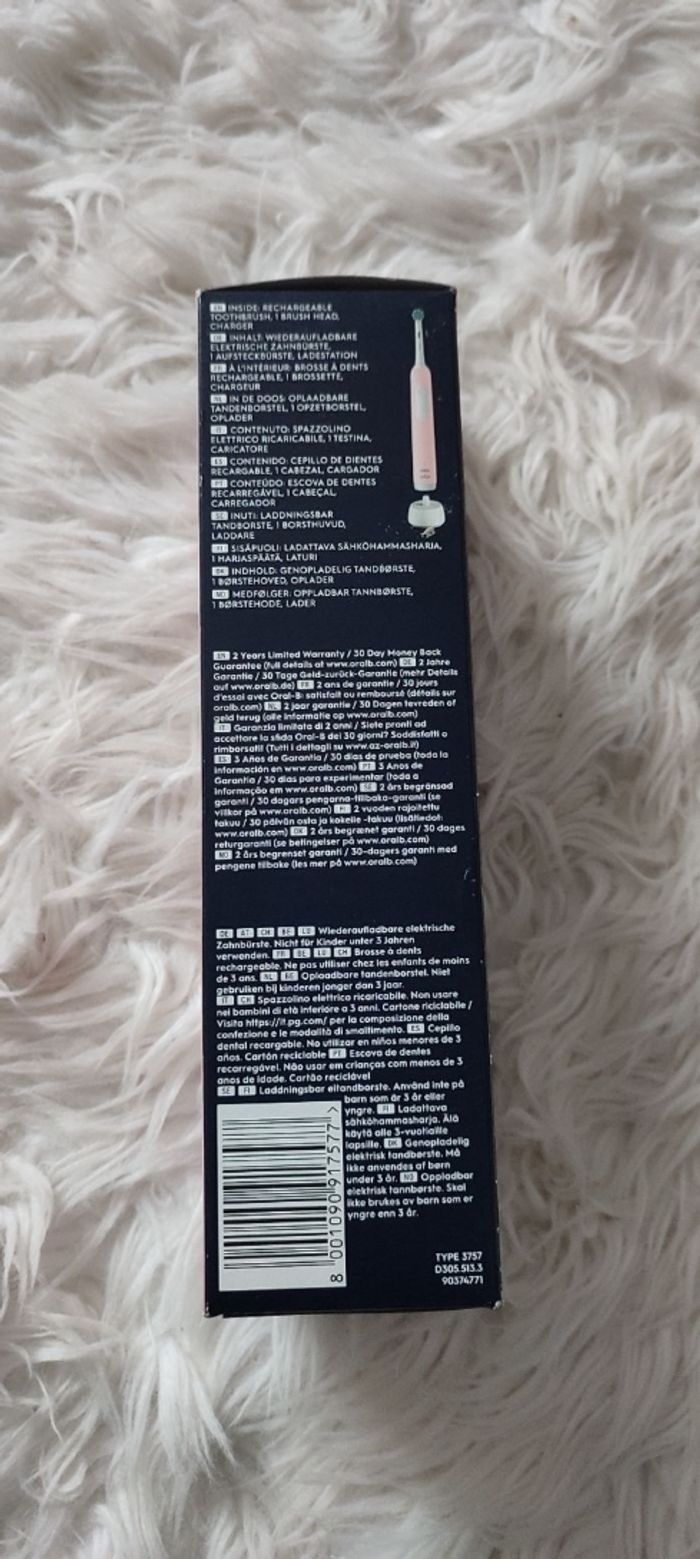 EN INSIDE: RECHARGEABLE
TOOTHBRUSH, 1 BRUSH HEAD,
CHARGER
DE INHALT: WIEDERAUFLADBARE
ELEKTRISCHE ZAHNBÜRSTE,
1 AUFSTECKBÜRSTE, LADESTATION
FR À L'INTÉRIEUR: BROSSE À DENTS
RECHARGEABLE, 1 BROSSETTE,
CHARGEUR
NL IN DE DOOS: OPLAADBARE
TANDENBORSTEL, 1 OPZETBORSTEL,
OPLADER
IT CONTENUTO: SPAZZOLINO
ELETTRICO RICARICABILE, 1 TESTINA,
CARICATORE
ES CONTENIDO: CEPILLO DE DIENTES
RECARGABLE, 1 CABEZAL, CARGADOR
PT CONTEÚDO: ESCOVA DE DENTES
RECARREGÁVEL, 1 CABEÇAL,
CARREGADOR
SE INUTI: LADDNINGSBAR
TANDBORSTE, 1 BORSTHUVUD,
LADDARE
FI SISÄPUOLI: LADATTAVA SÄHKÖHAMMASHARJA,
1 HARJASPÄÄTÄ, LATURI
DK INDHOLD: GENOPLADELIG TANDBØRSTE,
1 BØRSTEHOVED, OPLADER
NO MEDFØLGER: OPPLADBAR TANNBØRSTE,
1 BØRSTEHODE, LADER
EN 2 Years Limited Warranty / 30 Day Money Back
Guarantee (full details at www.oralb.com) DE 2 Jahre
Garantie / 30 Tage Geld-zurück-Garantie (mehr Details
auf www.oralb.de) FR 2 ans de garantie / 30 jours
d'essai avec Oral-B: satisfait ou remboursé (détails sur
oralb.com) NL 2 jaar garantie / 30 Dagen tevreden of
geld terug (alle informatie op www.oralb.com)
IT Garanzia limitata di 2 anni / Siete pronti ad
accettare la sfida Oral-B dei 30 giorni? Soddisfatti o
rimborsati! (Tutti i dettagli su www.az-oralb.it)
ES 3 Años de Garantía / 30 días de prueba (toda la
información en www.oralb.com) PT 3 Anos de
Garantia / 30 dias para experimentar (toda a
informação em www.oralb.com) SE 2 års begränsad
garanti / 30 dagars pengarna-tillbaka-garanti (se
villkor på www.oralb.com) FI 2 vuoden rajoitettu
takuu / 30 päivän osta ja kokeile -takuu (lisätiedot:
www.oralb.com) DK 2 års begrænet garanti / 30 dages
returgaranti (se betingelser på www.oralb.com)
NO 2 års begrenset garanti / 30-dagers garanti med
pengene tilbake (les mer på www.oralb.com)
DE AT CH BE LU Wiederaufladbare elektrische
Zahnbürste. Nicht für Kinder unter 3 Jahren
verwenden. FR BE LU CH Brosse à dents
rechargeable. Ne pas utiliser chez les enfants de moins
de 3 ans. NL BE Oplaadbare tandenborstel. Niet
gebruiken bij kinderen jonger dan 3 jaar.
IT CH Spazzolino elettrico ricaricabile. Non usare
nei bambini di età inferiore a 3 anni. Cartone riciclabile /
Visita https://it.pg.com/ per la composizione della
confezione e le modalità di smaltimento. ES Cepillo
dental recargable. No utilizar en niños menores de 3
años. Cartón reciclable PT Escova de dentes
recarregável. Não usar em crianças com menos de 3
anos de idade. Cartão reciclável
SE FI Laddningsbar eltandborste. Använd inte på
barn som är 3 år eller
yngre. FI Ladattava
sähköhammasharja. Älä
käytä alle 3-vuotiaille
lapsille. DK Genopladelig
elektrisk tandbørste. Må
ikke anvendes af børn
under 3 år. NO Oppladbar
elektrisk tannbørste. Skal
ikke brukes av barn som er
yngre enn 3 år.
8 001090 917577 >
TYPE 3757
D305.513.3
90374771